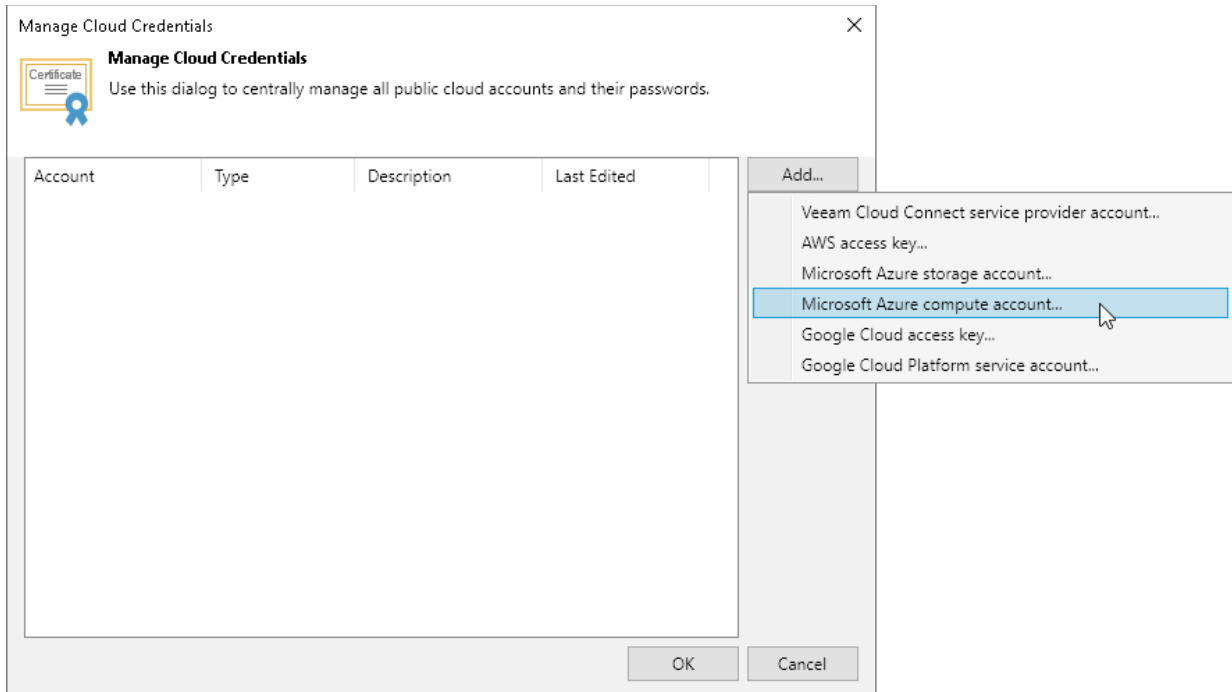 Manage Cloud Credentials
Manage Cloud Credentials
Certificate
Use this dialog to centrally manage all public cloud accounts and their passwords.
Account Type Description Last Edited
Add...
Veeam Cloud Connect service provider account...
AWS access key...
Microsoft Azure storage account...
Microsoft Azure compute account...
Google Cloud access key...
Google Cloud Platform service account...
OK Cancel